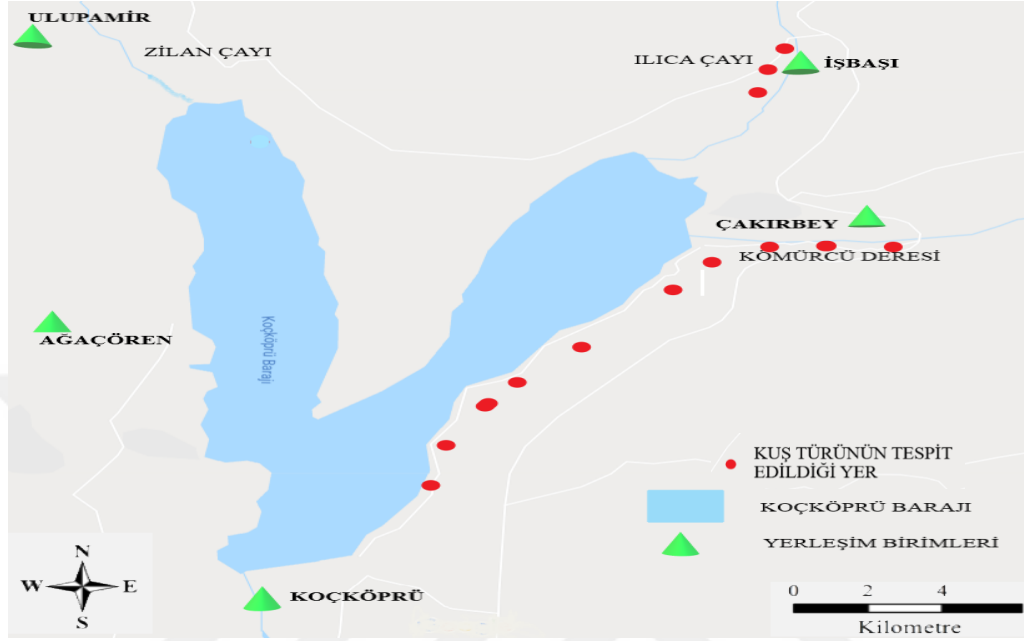 ULUPAMİR
ZİLAN ÇAYI
ILICA ÇAYI
İŞBAŞI
ÇAKIRBEY
KÖMÜRCÜ DERESİ
Koçköprü Barajı
AĞAÇÖREN
KUŞ TÜRÜNÜN TESPİT
EDİLDİĞİ YER
KOÇKÖPRÜ BARAJI
YERLEŞİM BİRİMLERİ
N
W E
S
KOÇKÖPRÜ
0 2 4
Kilometre